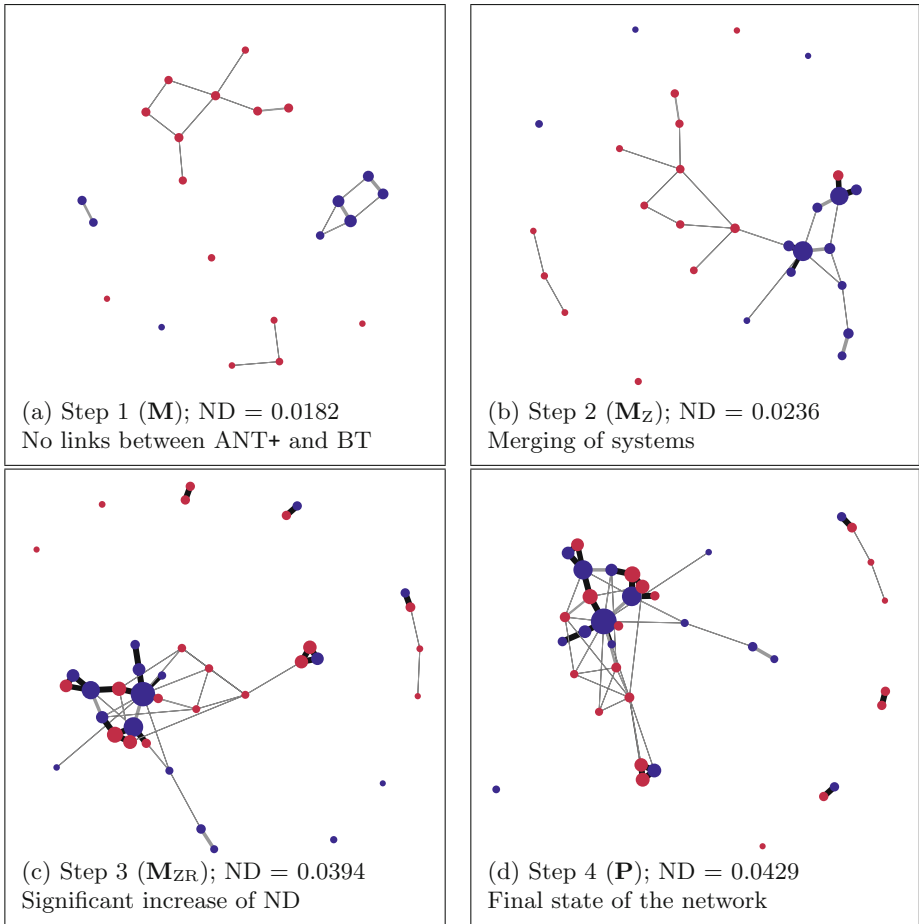 (a) Step 1 (M); ND = 0.0182
No links between ANT+ and BT
(b) Step 2 (M_Z); ND = 0.0236
Merging of systems
(c) Step 3 (M_ZR); ND = 0.0394
Significant increase of ND
(d) Step 4 (P); ND = 0.0429
Final state of the network